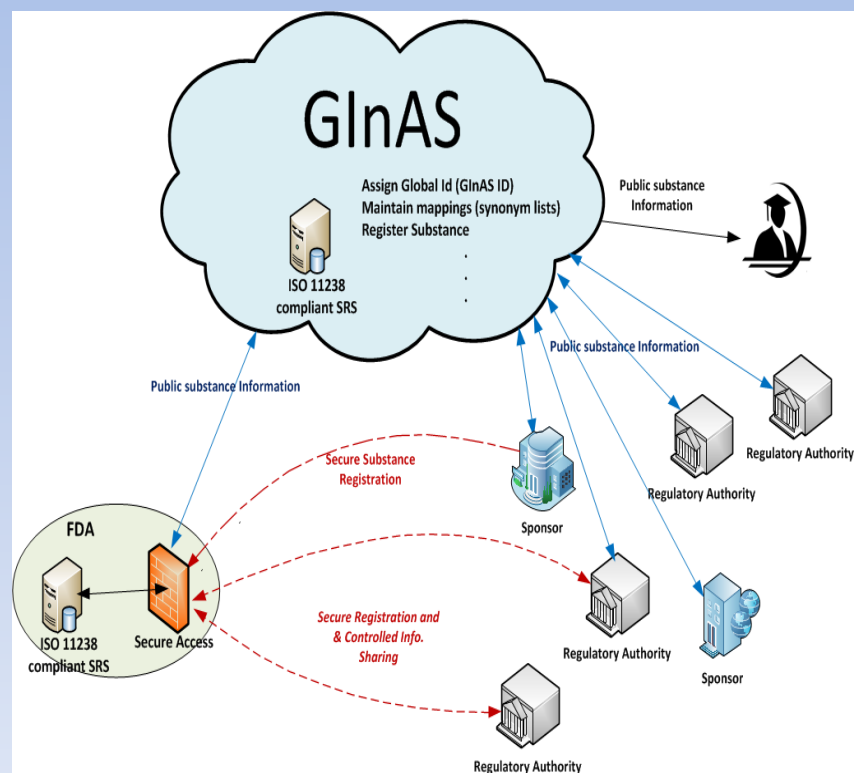 GInAS
Assign Global Id (GInAS ID)
Maintain mappings (synonym lists)
Register Substance
.
.
.
ISO 11238
compliant SRS
Public substance
Information
Public substance Information
Public substance Information
Regulatory Authority
Regulatory Authority
Secure Substance
Registration
Sponsor
FDA
ISO 11238
compliant SRS
Secure Access
Secure Registration and
& Controlled Info.
Sharing
Regulatory Authority
Sponsor
Regulatory Authority